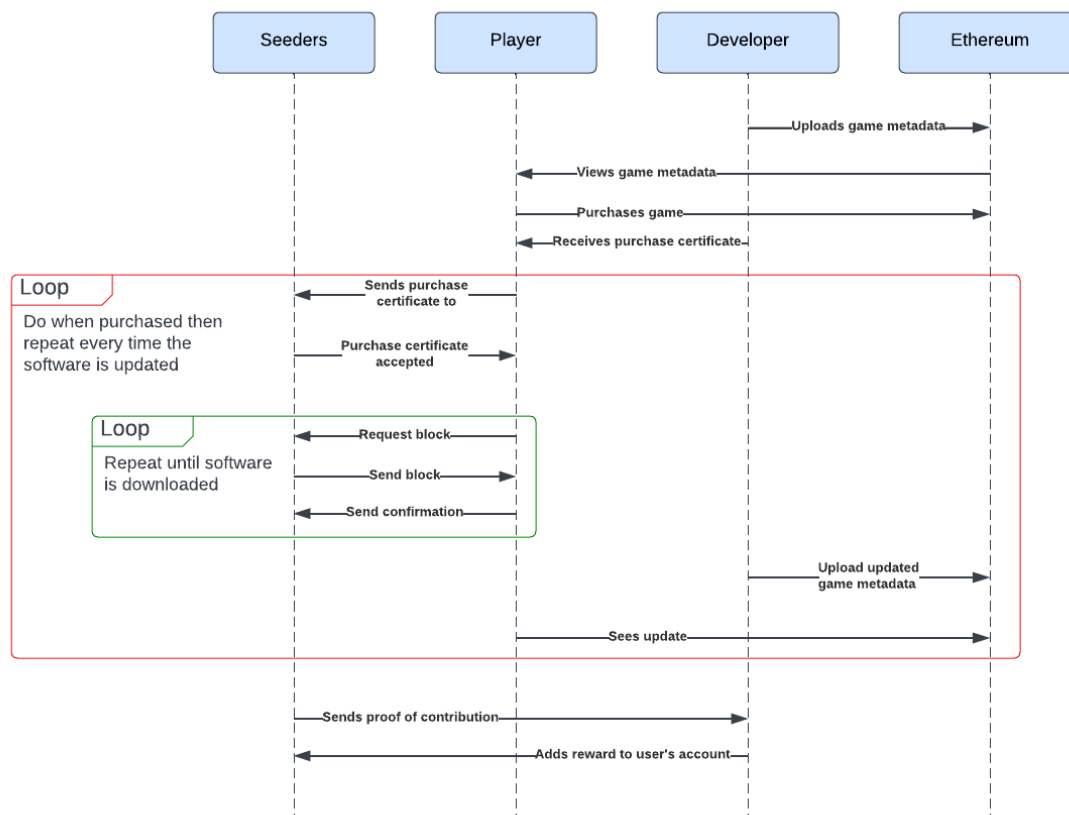 Seeders
Player
Developer
Ethereum
Uploads game metadata
Views game metadata
Purchases game
Receives purchase certificate
Loop
Do when purchased then
repeat every time the
software is updated
Sends purchase
certificate to
Purchase certificate
accepted
Loop
Repeat until software
is downloaded
Request block
Send block
Send confirmation
Upload updated
game metadata
Sees update
Sends proof of contribution
Adds reward to user's account